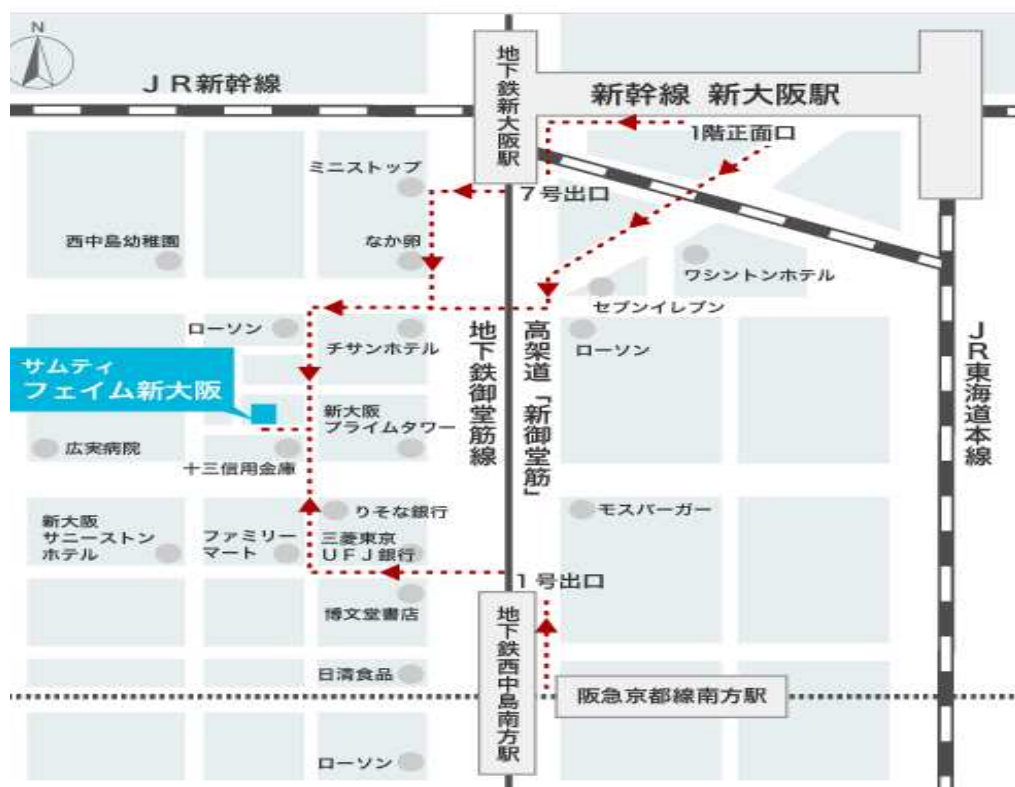 N
JR新幹線
地下鉄新大阪駅
新幹線 新大阪駅
1階正面口
ミニストップ
7号出口
西中島幼稚園
なか卵
ワシントンホテル
セブンイレブン
ローソン
チサンホテル
ローソン
地下鉄御堂筋線
高架道「新御堂筋」
JR東海道本線
サムティ
フェイム新大阪
新大阪
プライムタワー
広実病院
十三信用金庫
りそな銀行
モスバーガー
新大阪
サニーストン
ホテル
ファミリー
マート
三菱東京
UFJ銀行
1号出口
博文堂書店
地下鉄西中島南方駅
日清食品
阪急京都線南方駅
ローソン